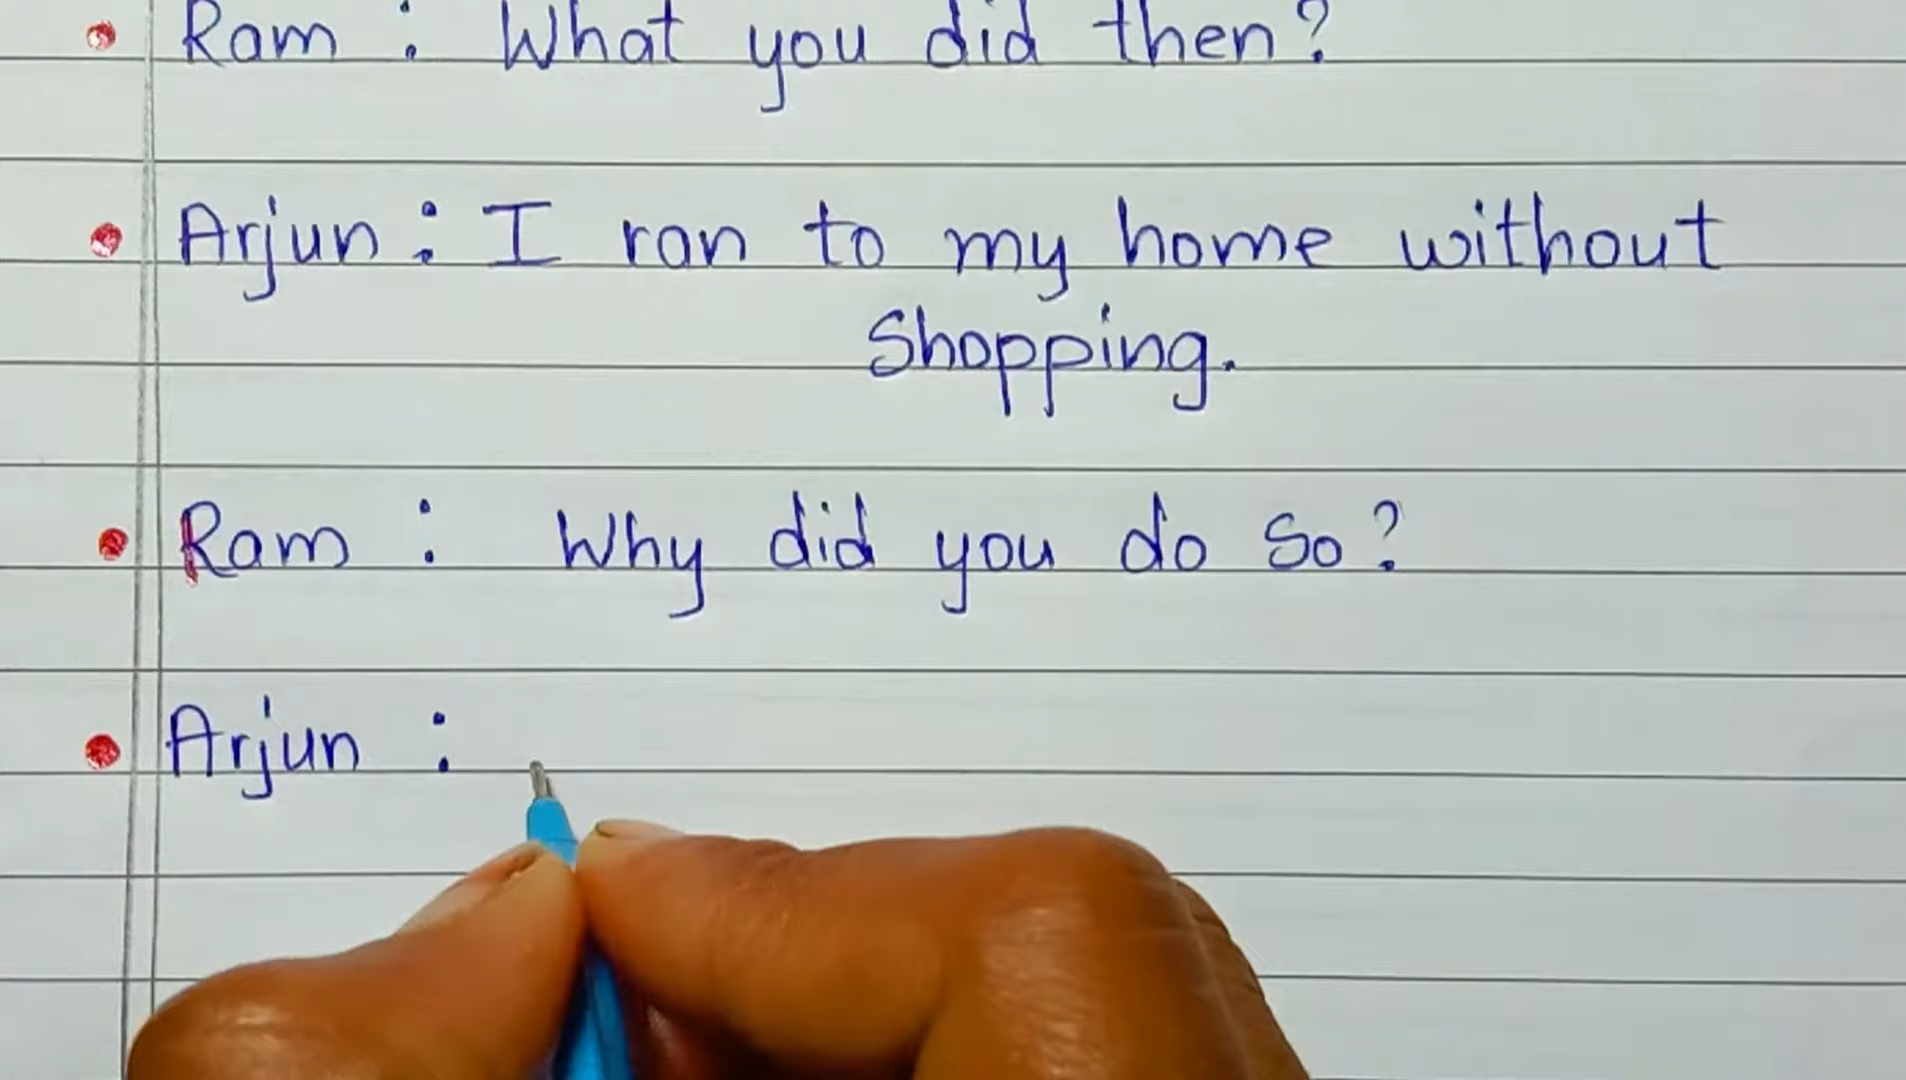 Ram : What you did then?
Arjun : I ran to my home without
Shopping.
Ram : Why did you do so?
Arjun :